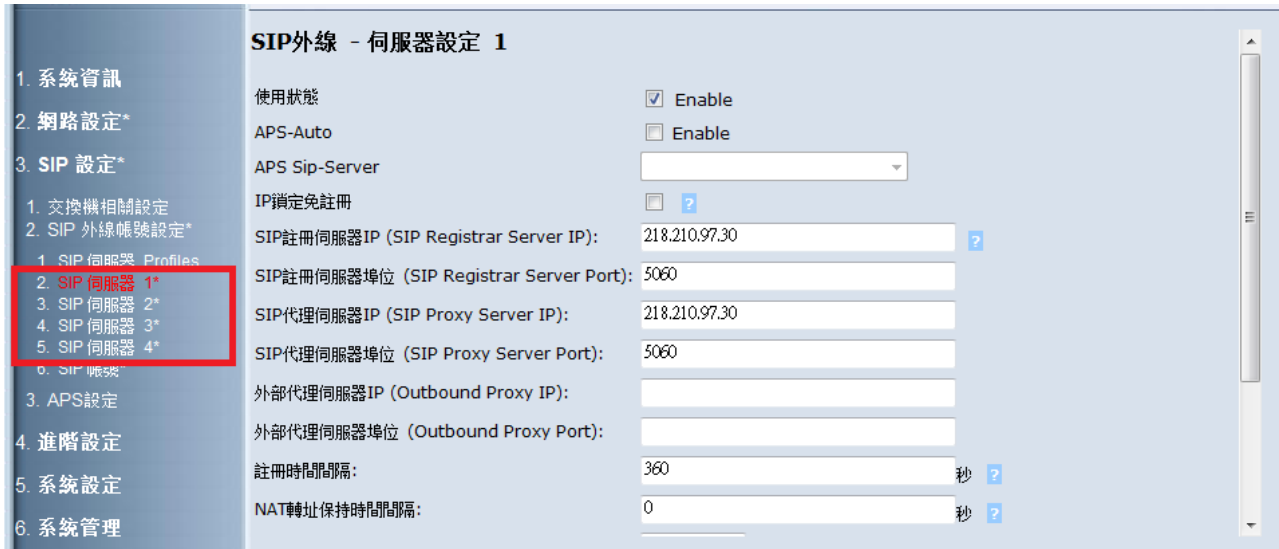 1. 系統資訊
2. 網路設定*
3. SIP 設定*
1. 交換機相關設定
2. SIP 外線帳號設定*
1. SIP 伺服器 Profiles
2. SIP 伺服器 1*
3. SIP 伺服器 2*
4. SIP 伺服器 3*
5. SIP 伺服器 4*
6. SIP 帳號*
3. APS設定
4. 進階設定
5. 系統設定
6. 系統管理
SIP外線 - 伺服器設定 1
使用狀態 Enable
APS-Auto Enable
APS Sip-Server
IP鎖定免註冊 ?
SIP註冊伺服器IP (SIP Registrar Server IP): 218.210.97.30 ?
SIP註冊伺服器埠位 (SIP Registrar Server Port): 5060
SIP代理伺服器IP (SIP Proxy Server IP): 218.210.97.30
SIP代理伺服器埠位 (SIP Proxy Server Port): 5060
外部代理伺服器IP (Outbound Proxy IP):
外部代理伺服器埠位 (Outbound Proxy Port):
註冊時間間隔: 360 秒 ?
NAT轉址保持時間間隔: 0 秒 ?